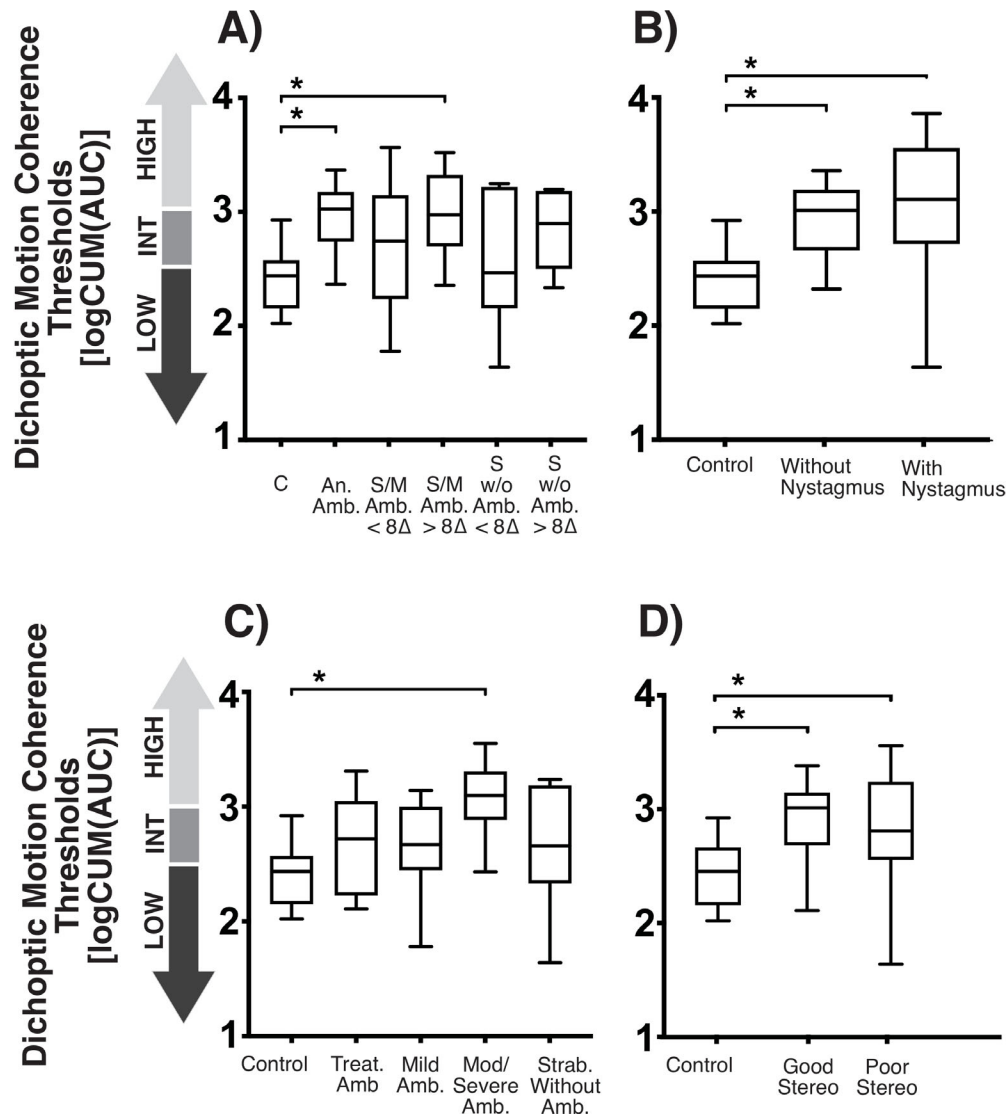 A)
Dichoptic Motion Coherence
Thresholds
[logCUM(AUC)]
HIGH
INT
LOW
4
3
2
1
*
*
C
An.
Amb.
S/M
Amb.
< 8Δ
S/M
Amb.
> 8Δ
S
w/o
Amb.
< 8Δ
S
w/o
Amb.
> 8Δ
B)
4
3
2
1
*
*
Control
Without
Nystagmus
With
Nystagmus
C)
Dichoptic Motion Coherence
Thresholds
[logCUM(AUC)]
HIGH
INT
LOW
4
3
2
1
*
Control
Treat.
Amb
Mild
Amb.
Mod/
Severe
Amb.
Strab.
Without
Amb.
D)
4
3
2
1
*
*
Control
Good
Stereo
Poor
Stereo